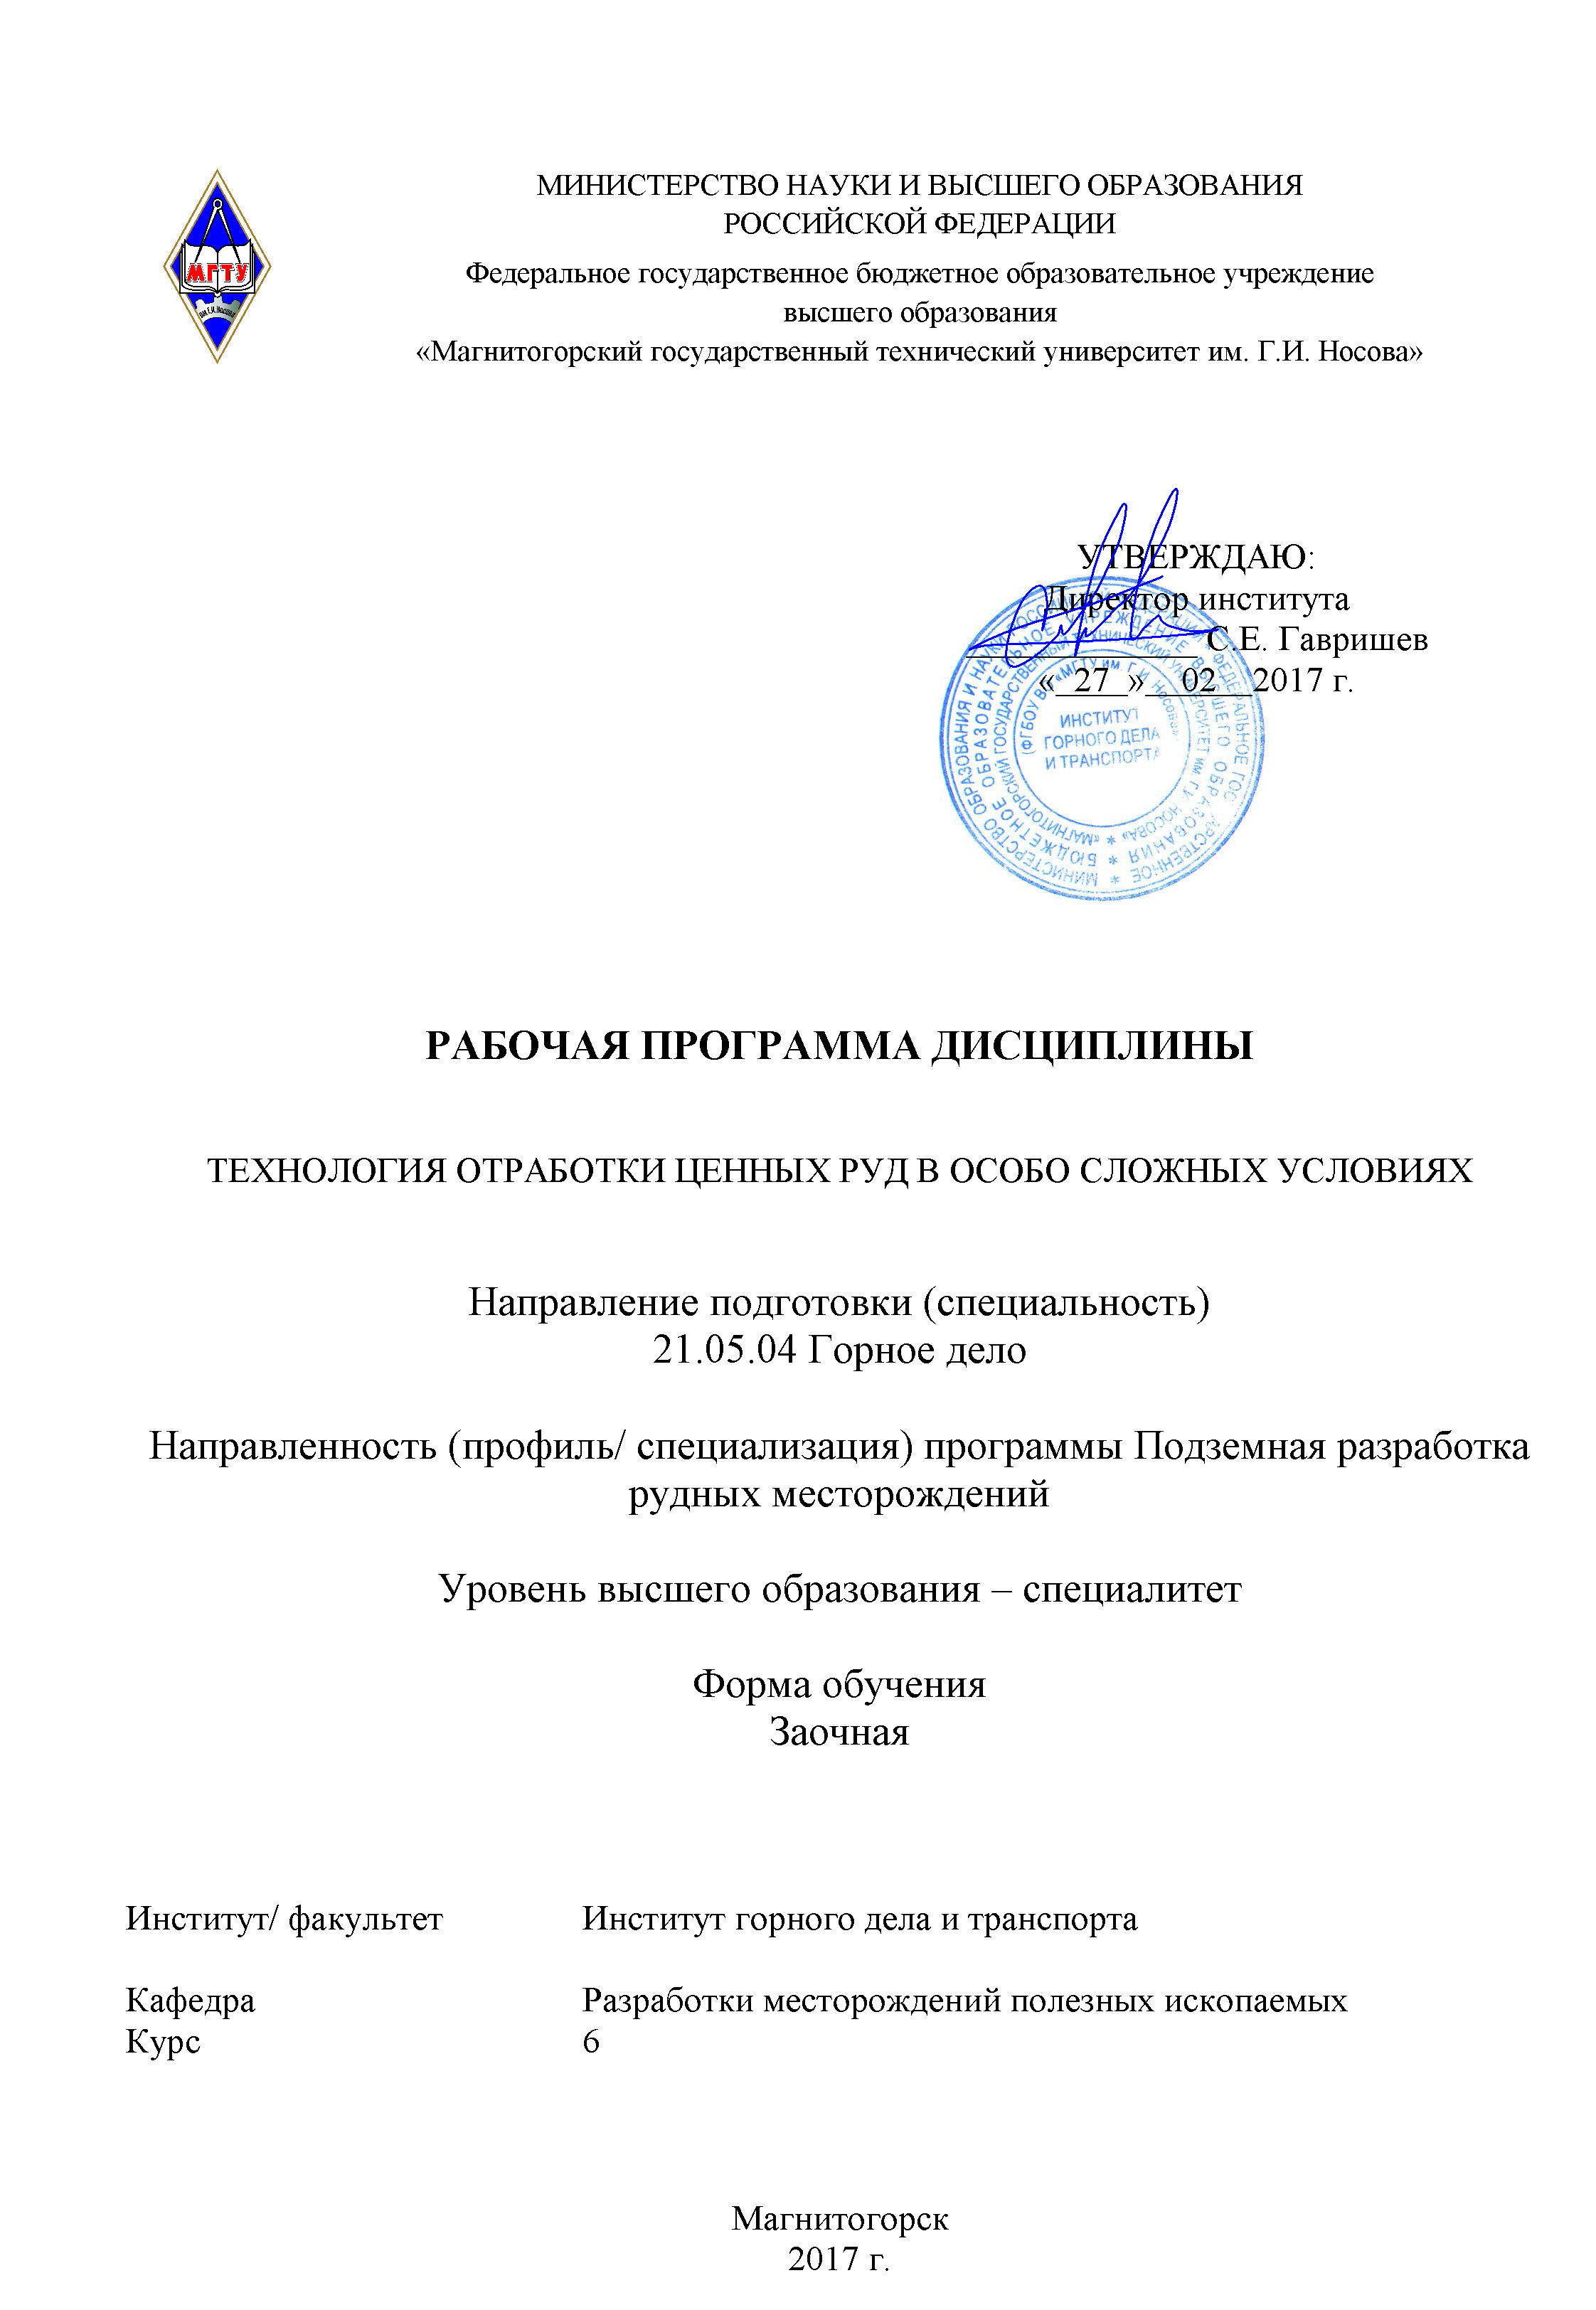 МИНИСТЕРСТВО НАУКИ И ВЫСШЕГО ОБРАЗОВАНИЯ
РОССИЙСКОЙ ФЕДЕРАЦИИ
Федеральное государственное бюджетное образовательное учреждение
высшего образования
«Магнитогорский государственный технический университет им. Г.И. Носова»
МГТУ
им. Г.И. Носова
УТВЕРЖДАЮ:
Директор института
С.Е. Гавришев
«_27_»__02__2017 г.
ИНСТИТУТ
ГОРНОГО ДЕЛА
И ТРАНСПОРТА
РАБОЧАЯ ПРОГРАММА ДИСЦИПЛИНЫ
ТЕХНОЛОГИЯ ОТРАБОТКИ ЦЕННЫХ РУД В ОСОБО СЛОЖНЫХ УСЛОВИЯХ
Направление подготовки (специальность)
21.05.04 Горное дело
Направленность (профиль/ специализация) программы Подземная разработка
рудных месторождений
Уровень высшего образования – специалитет
Форма обучения
Заочная
Институт/ факультет Институт горного дела и транспорта
Кафедра Разработки месторождений полезных ископаемых
Курс 6
Магнитогорск
2017 г.